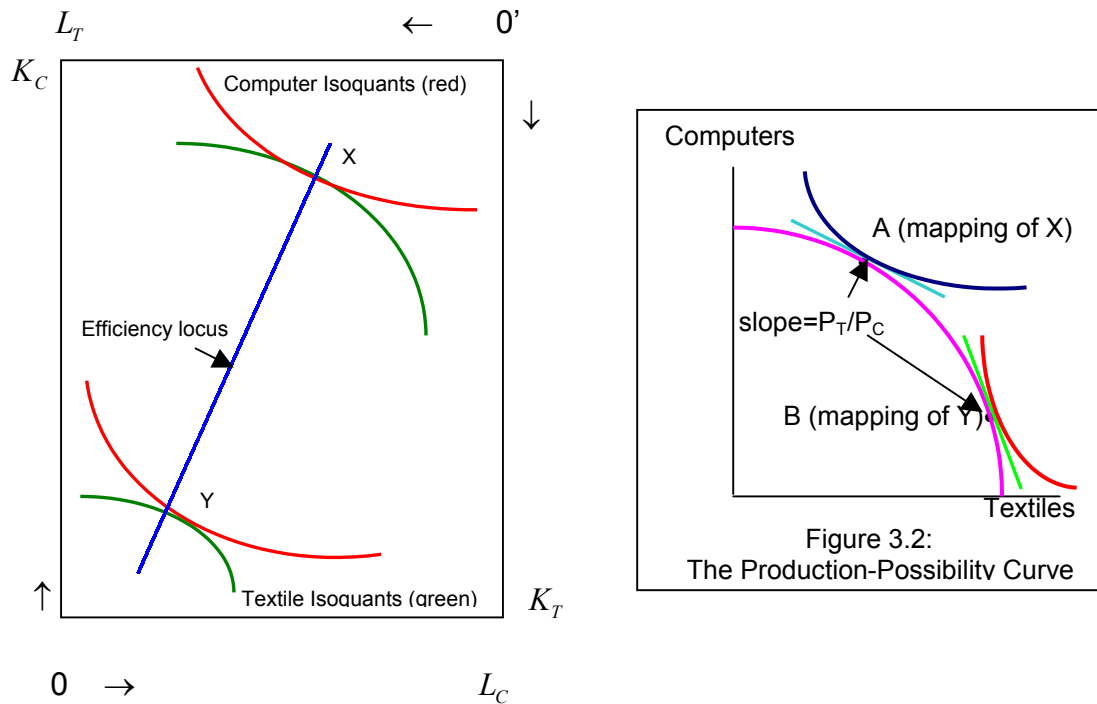 L_T ← 0’
K_C
Computer Isoquants (red)
↓
X
Efficiency locus
Y
↑
Textile Isoquants (green)
K_T
0 → L_C
Computers
A (mapping of X)
slope=P_T/P_C
B (mapping of Y)
Textiles
Figure 3.2:
The Production-Possibility Curve